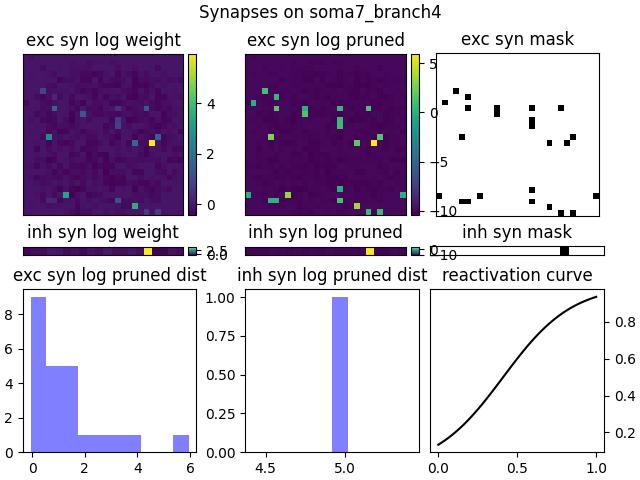 Synapses on soma7_branch4
exc syn log weight
exc syn log pruned
exc syn mask
4
2
0
5
0
−5
−10
inh syn log weight
inh syn log pruned
inh syn mask
2.5
0.0
0
−10
exc syn log pruned dist
inh syn log pruned dist
reactivation curve
8
6
4
2
0
0 2 4 6
1.00
0.75
0.50
0.25
0.00
4.5 5.0
0.8
0.6
0.4
0.2
0.0 0.5 1.0